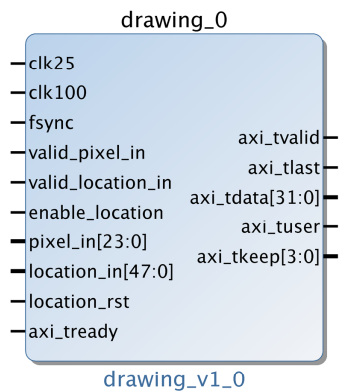 drawing_0
clk25
clk100
fsync
valid_pixel_in
valid_location_in
enable_location
pixel_in[23:0]
location_in[47:0]
location_rst
axi_tready
axi_tvalid
axi_tlast
axi_tdata[31:0]
axi_tuser
axi_tkeep[3:0]
drawing_v1_0